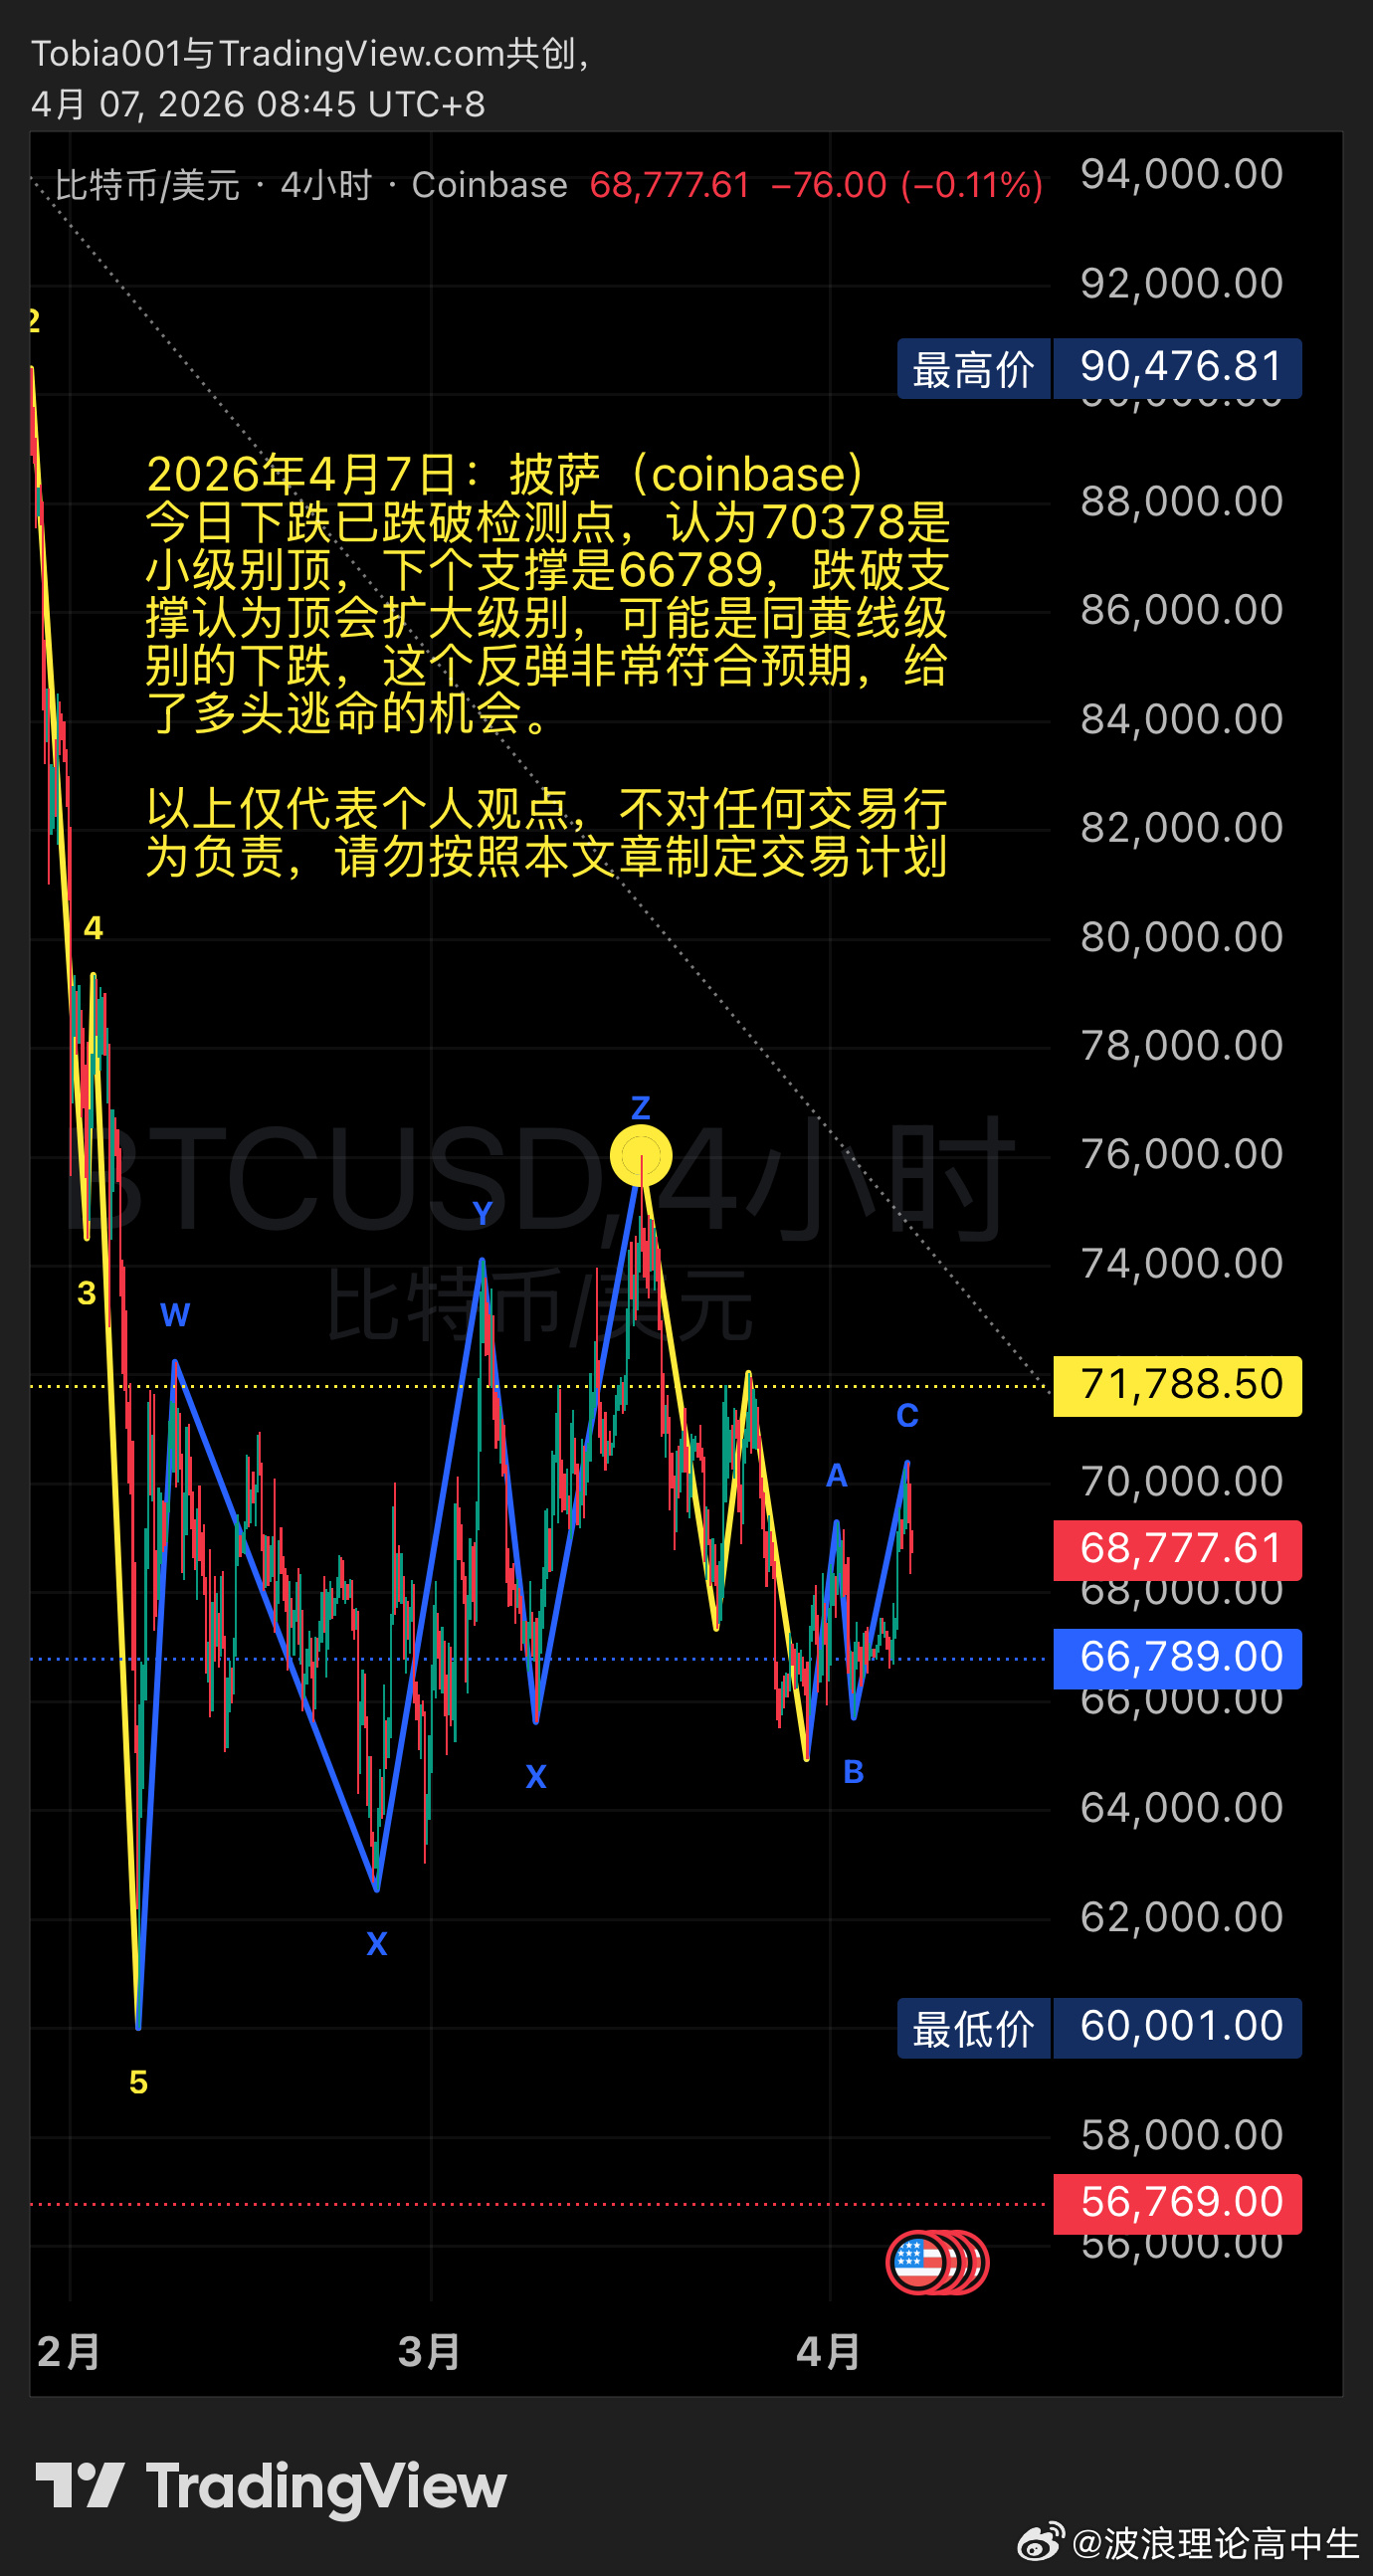 Tobia001与TradingView.com共创，
4月 07, 2026 08:45 UTC+8
比特币/美元 · 4小时 · Coinbase 68,777.61 −76.00 (−0.11%)
94,000.00
92,000.00
2
最高价 90,476.81
90,000.00
2026年4月7日：披萨（coinbase）
今日下跌已跌破检测点，认为70378是
小级别顶，下个支撑是66789，跌破支
撑认为顶会扩大级别，可能是同黄线级
别的下跌，这个反弹非常符合预期，给
了多头逃命的机会。
以上仅代表个人观点，不对任何交易行
为负责，请勿按照本文章制定交易计划
88,000.00
86,000.00
84,000.00
82,000.00
4
80,000.00
78,000.00
Z
BTCUSD, 4小时
76,000.00
Y
74,000.00
3
W
比特币/美元
71,788.50
C
A
70,000.00
68,777.61
68,000.00
66,789.00
66,000.00
X
B
64,000.00
X
62,000.00
最低价 60,001.00
5
58,000.00
56,769.00
56,000.00
2月
3月
4月
TradingView
@波浪理论高中生